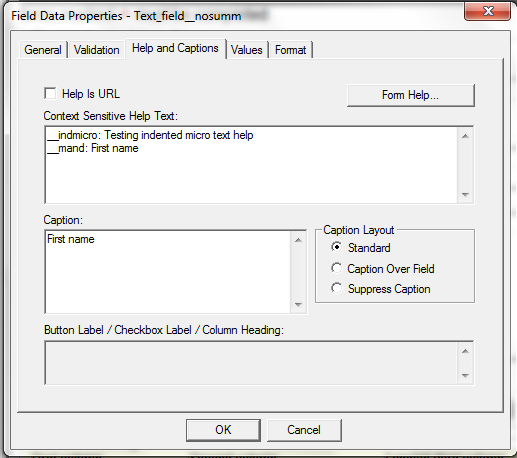 Field Data Properties - Text_field__nosumm
General Validation Help and Captions Values Format
Help Is URL
Form Help...
Context Sensitive Help Text:
__indmicro: Testing indented micro text help
__mand: First name
Caption:
First name
Caption Layout
Standard
Caption Over Field
Suppress Caption
Button Label / Checkbox Label / Column Heading:
OK Cancel